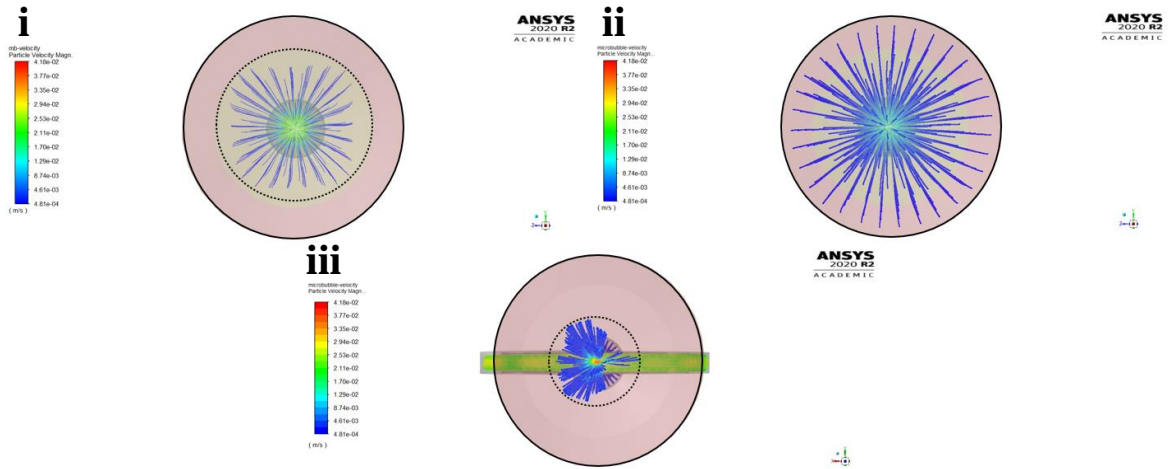 i
mb-velocity
Particle Velocity Magn...
4.18e-02
3.77e-02
3.35e-02
2.94e-02
2.53e-02
2.11e-02
1.70e-02
1.29e-02
8.74e-03
4.61e-03
4.81e-04
( m/s )
ANSYS
2020 R2
ACADEMIC
Z
ii
microbubble-velocity
Particle Velocity Magn...
4.18e-02
3.77e-02
3.35e-02
2.94e-02
2.53e-02
2.11e-02
1.70e-02
1.29e-02
8.74e-03
4.61e-03
4.81e-04
( m/s )
ANSYS
2020 R2
ACADEMIC
iii
microbubble-velocity
Particle Velocity Magn...
4.18e-02
3.77e-02
3.35e-02
2.94e-02
2.53e-02
2.11e-02
1.70e-02
1.29e-02
8.74e-03
4.61e-03
4.81e-04
( m/s )
ANSYS
2020 R2
ACADEMIC